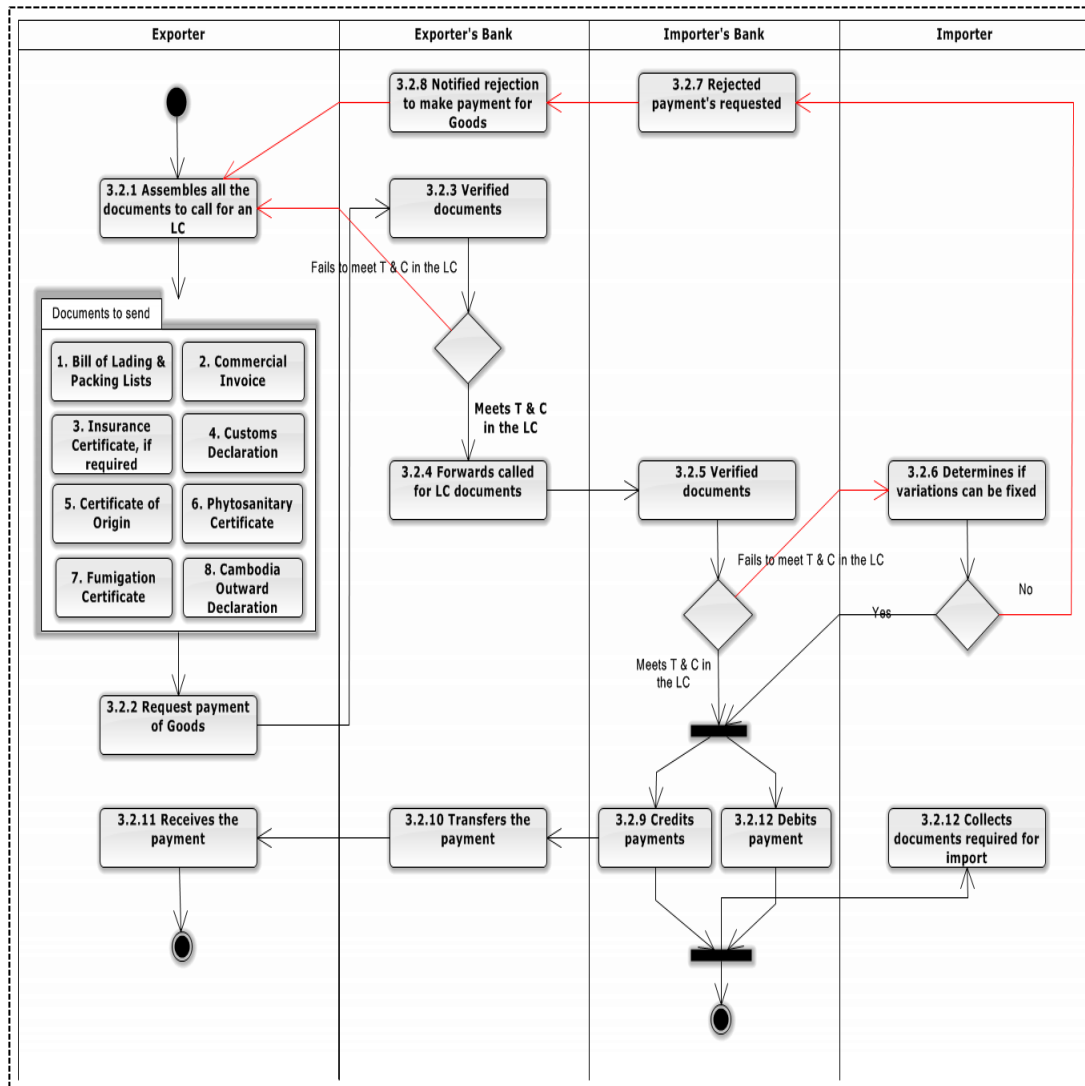 Exporter
Exporter's Bank
Importer's Bank
Importer
3.2.8 Notified rejection
to make payment for
Goods
3.2.7 Rejected
payment's requested
3.2.1 Assembles all the
documents to call for an
LC
3.2.3 Verified
documents
Fails to meet T & C in the LC
Documents to send
1. Bill of Lading &
Packing Lists
2. Commercial
Invoice
3. Insurance
Certificate, if
required
4. Customs
Declaration
5. Certificate of
Origin
6. Phytosanitary
Certificate
7. Fumigation
Certificate
8. Cambodia
Outward
Declaration
Meets T & C
in the LC
3.2.4 Forwards called
for LC documents
3.2.5 Verified
documents
3.2.6 Determines if
variations can be fixed
Fails to meet T & C in the LC
No
Yes
Meets T & C in
the LC
3.2.2 Request payment
of Goods
3.2.11 Receives the
payment
3.2.10 Transfers the
payment
3.2.9 Credits
payments
3.2.12 Debits
payment
3.2.12 Collects
documents required for
import